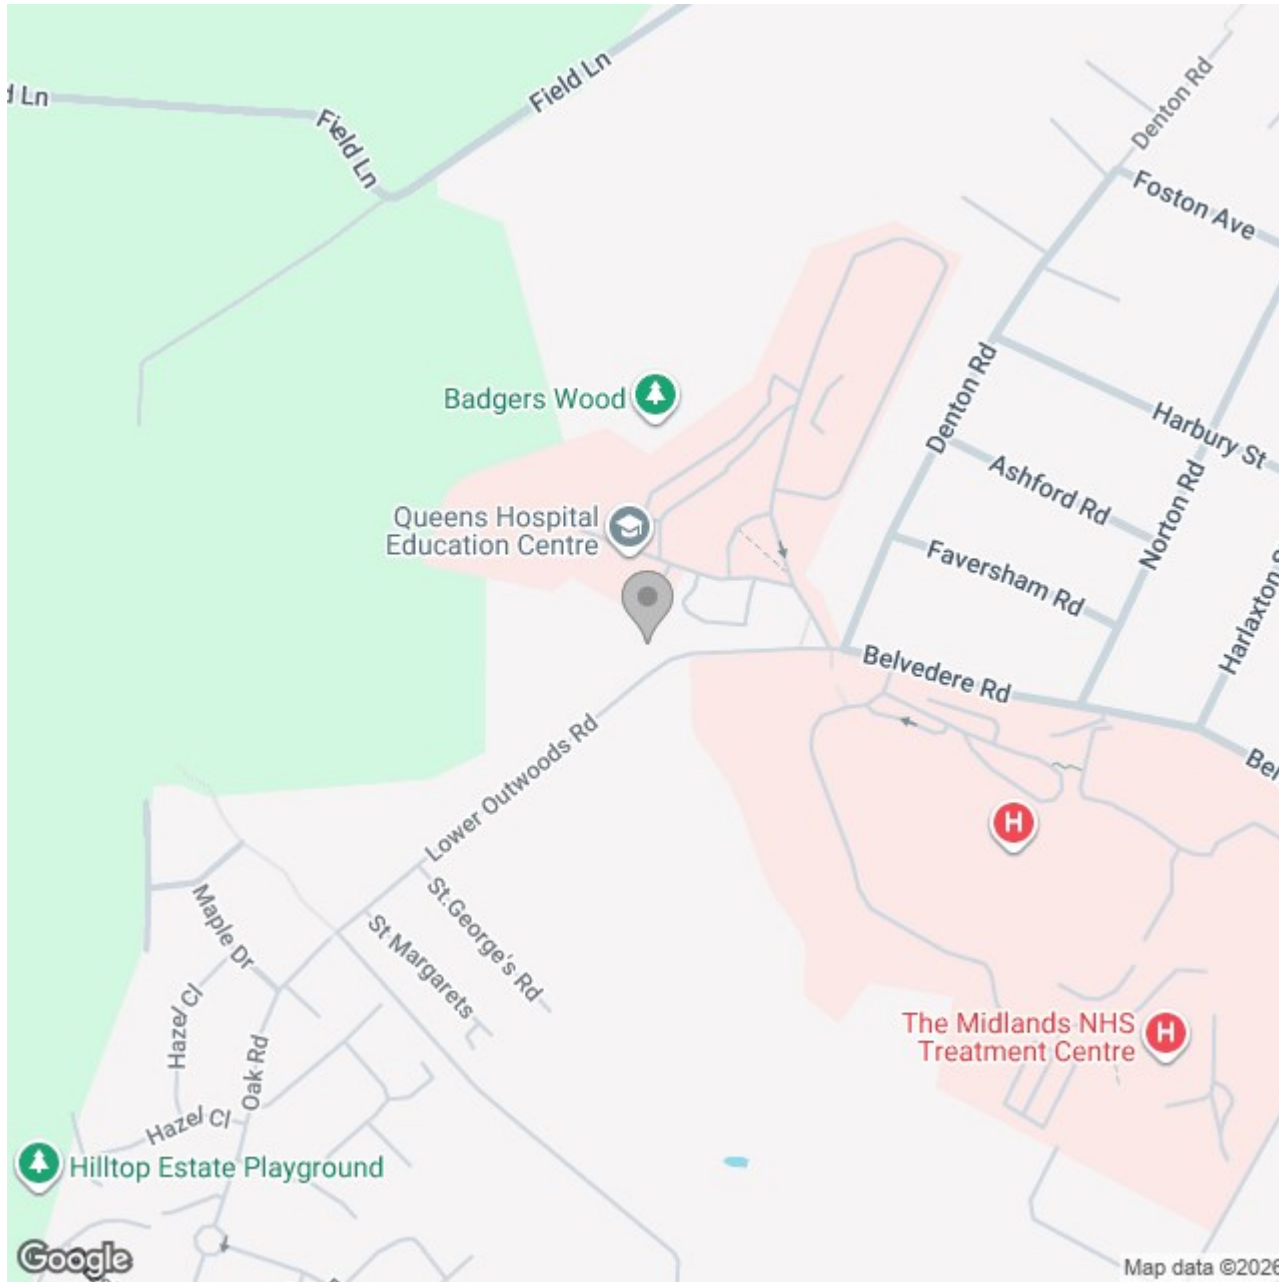 d Ln
Field Ln
Field Ln
Denton Rd
Foston Ave
Badgers Wood
Denton Rd
Harbury St
Ashford Rd
Norton Rd
Queens Hospital
Education Centre
Faversham Rd
Harlaxton S
Belvedere Rd
Bel
Lower Outwoods Rd
H
St George's Rd
St Margarets
Maple Dr
Hazel Cl
Oak Rd
The Midlands NHS
Treatment Centre
H
Hazel Cl
Hilltop Estate Playground
Google
Map data ©2026